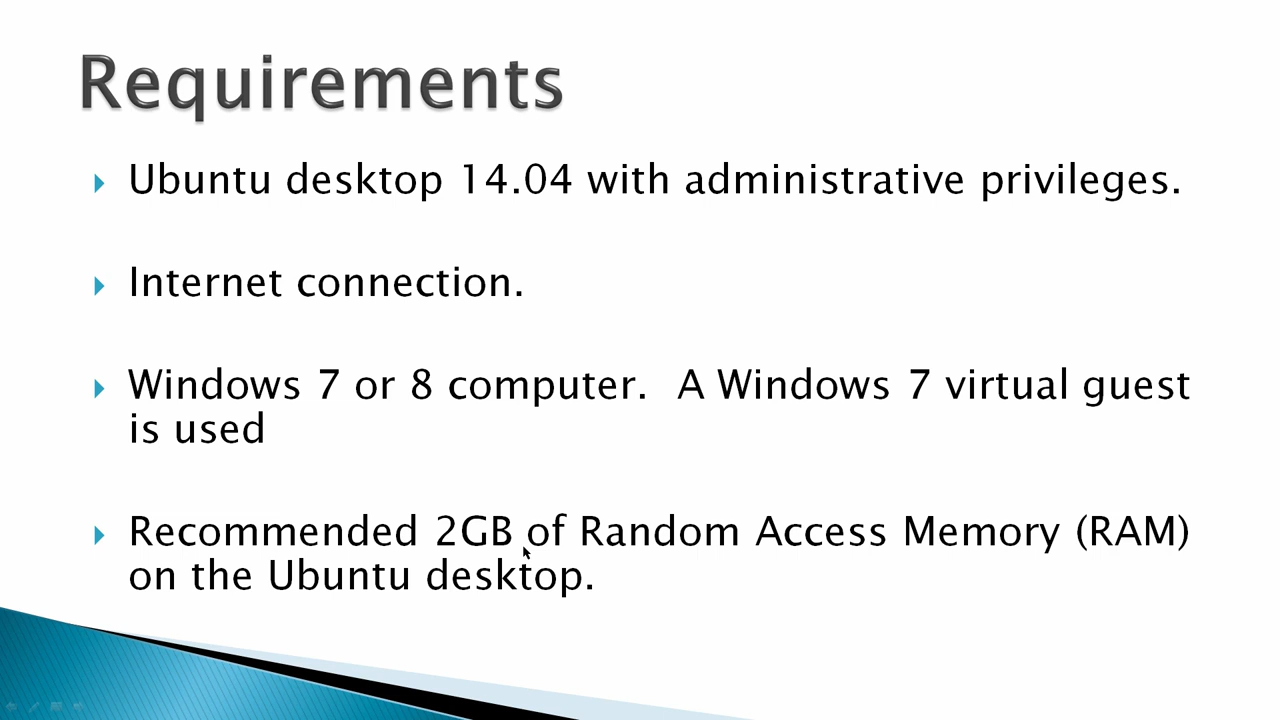 Requirements
Ubuntu desktop 14.04 with administrative privileges.
Internet connection.
Windows 7 or 8 computer.  A Windows 7 virtual guest
is used
Recommended 2GB of Random Access Memory (RAM)
on the Ubuntu desktop.